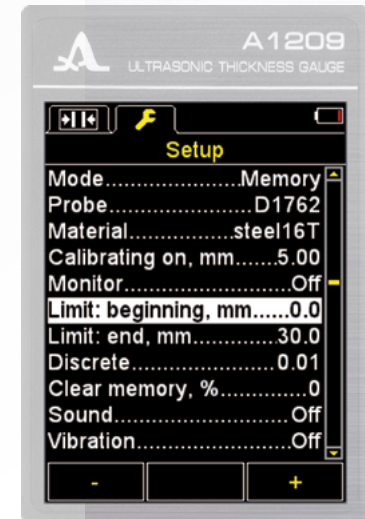 A1209
ULTRASONIC THICKNESS GAUGE
Setup
Mode....................Memory
Probe......................D1762
Material................steel16T
Calibrating on, mm.......5.00
Monitor.........................Off
Limit: beginning, mm......0.0
Limit: end, mm.............30.0
Discrete......................0.01
Clear memory, %..............0
Sound...........................Off
Vibration.......................Off
- +